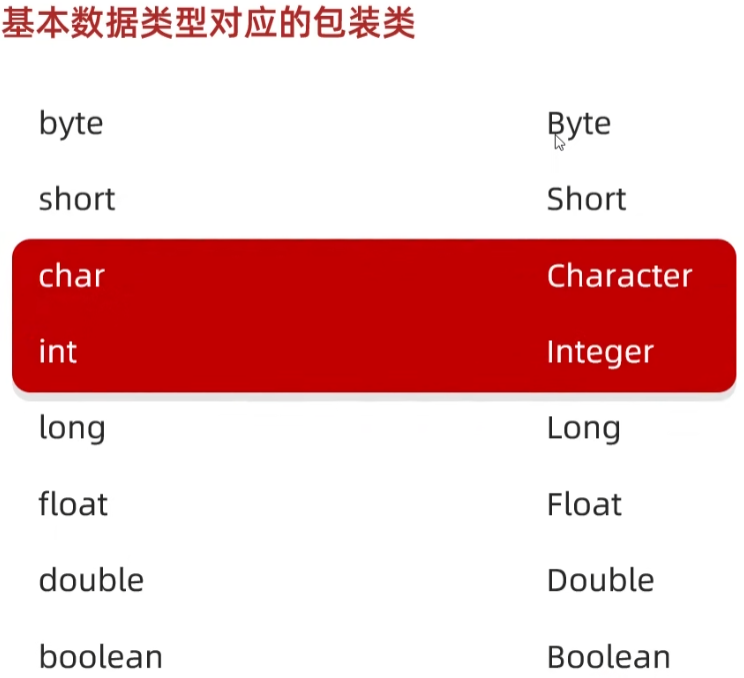 基本数据类型对应的包装类
byte Byte
short Short
char Character
int Integer
long Long
float Float
double Double
boolean Boolean